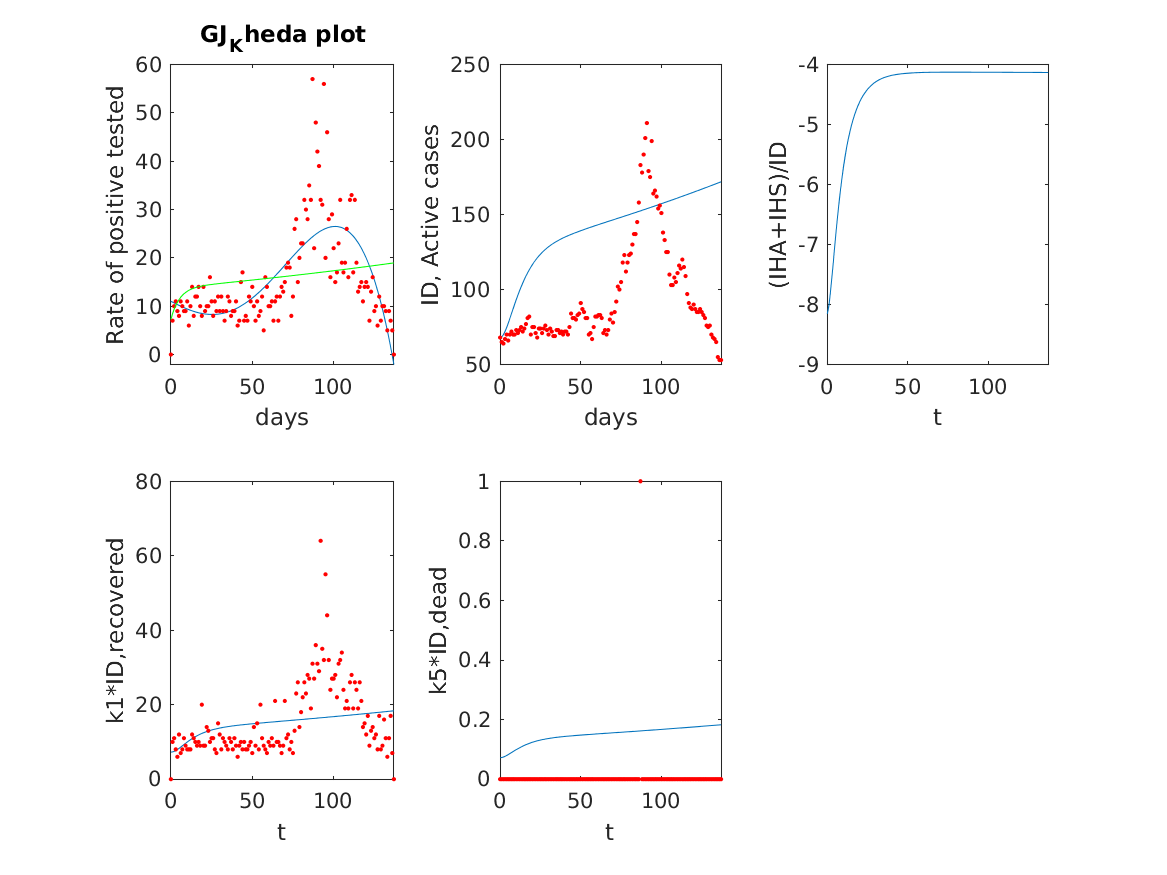 GJKheda plot
Rate of positive tested
60
50
40
30
20
10
0
0 50 100
days
ID, Active cases
250
200
150
100
50
0 50 100
days
(IHA+IHS)/ID
-4
-5
-6
-7
-8
-9
0 50 100
t
k1*ID,recovered
80
60
40
20
0
0 50 100
t
k5*ID,dead
1
0.8
0.6
0.4
0.2
0
0 50 100
t